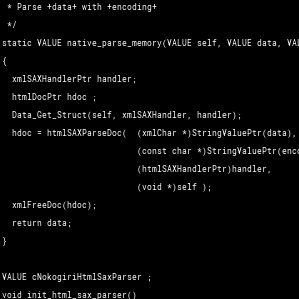 * Parse +data+ with +encoding+
*/
static VALUE native_parse_memory(VALUE self, VALUE data,
{
xmlSAXHandlerPtr handler;
htmlDocPtr hdoc ;
Data_Get_Struct(self, xmlSAXHandler, handler);
hdoc = htmlSAXParseDoc( (xmlChar *)StringValuePtr(data),
(const char *)StringValuePtr(enc
(htmlSAXHandlerPtr)handler,
(void *)self );
xmlFreeDoc(hdoc);
return data;
}
VALUE cNokogiriHtmlSaxParser ;
void init_html_sax_parser()